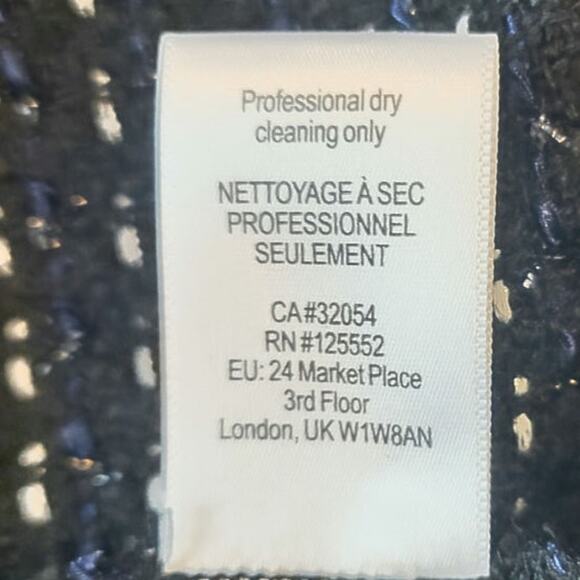 Professional dry
cleaning only
NETTOYAGE À SEC
PROFESSIONNEL
SEULEMENT
CA#32054
RN #125552
EU: 24 Market Place
3rd Floor
London, UK W1W8AN